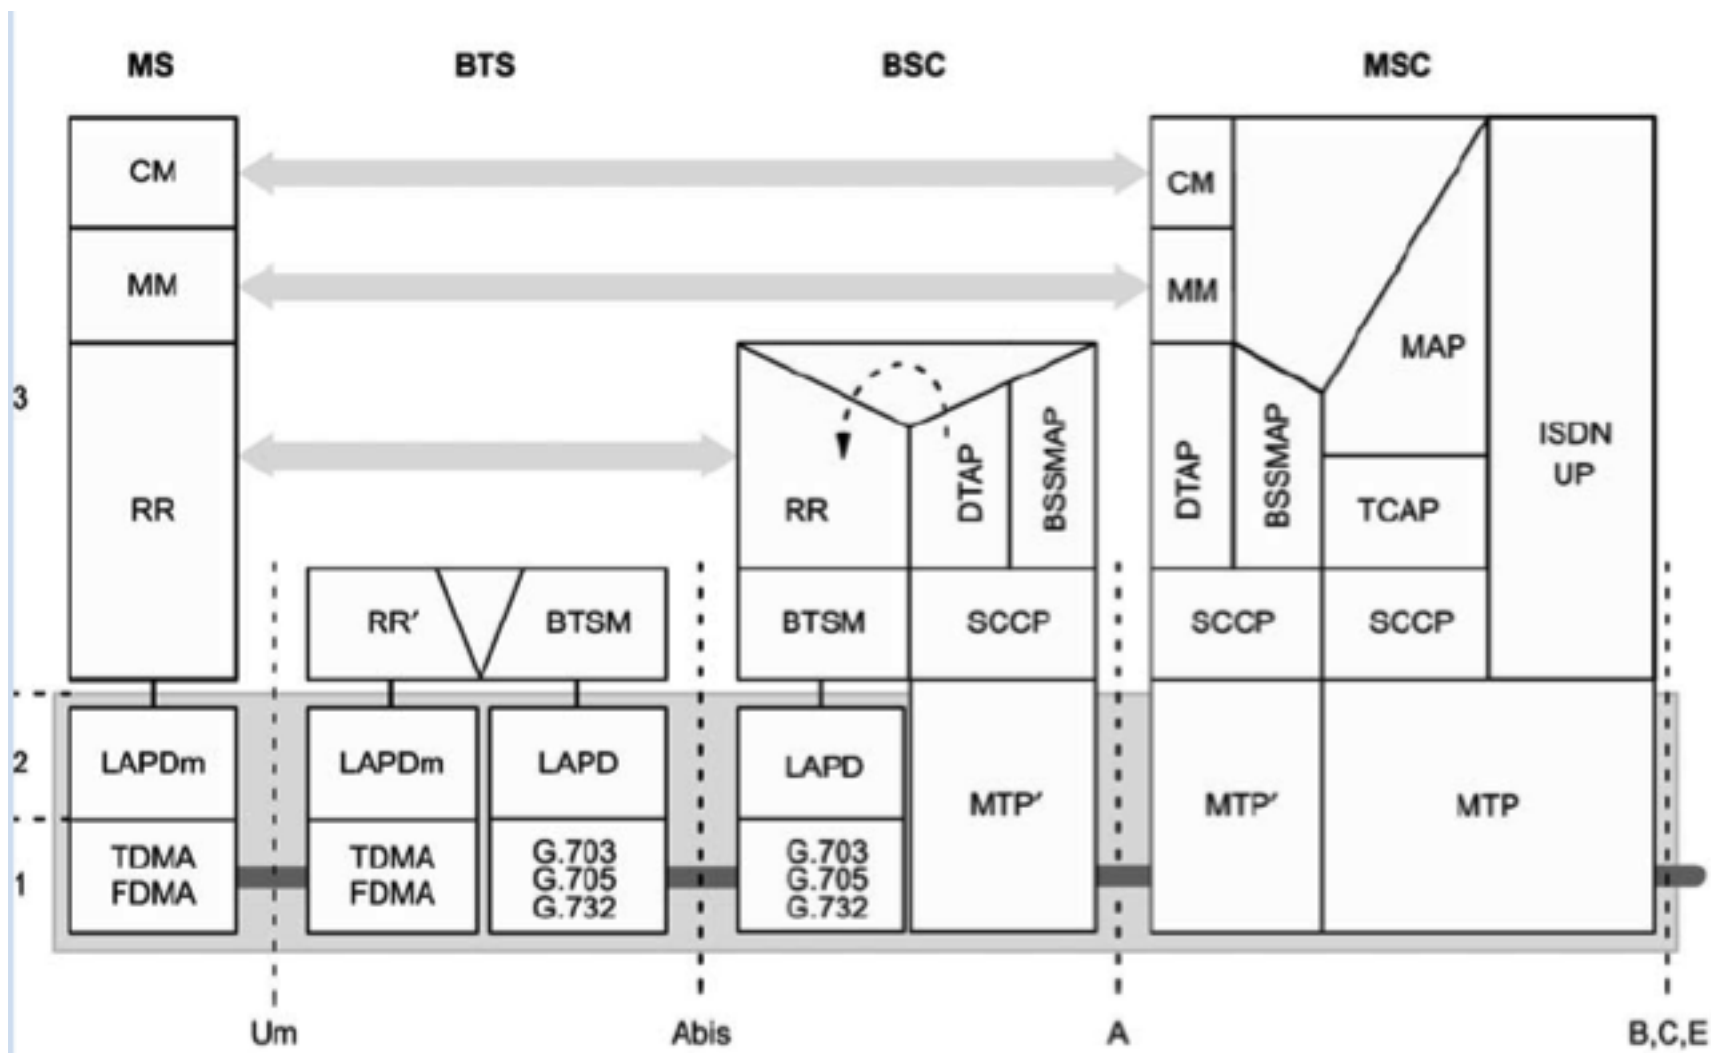 MS
BTS
BSC
MSC
CM
CM
MM
MM
3
MAP
ISDN
UP
RR
RR
DTAP
BSSMAP
DTAP
BSSMAP
TCAP
RR′
BTSM
BTSM
SCCP
SCCP
SCCP
2
LAPDm
LAPDm
LAPD
LAPD
MTP′
MTP′
MTP
1
TDMA
FDMA
TDMA
FDMA
G.703
G.705
G.732
G.703
G.705
G.732
Um
Abis
A
B,C,E